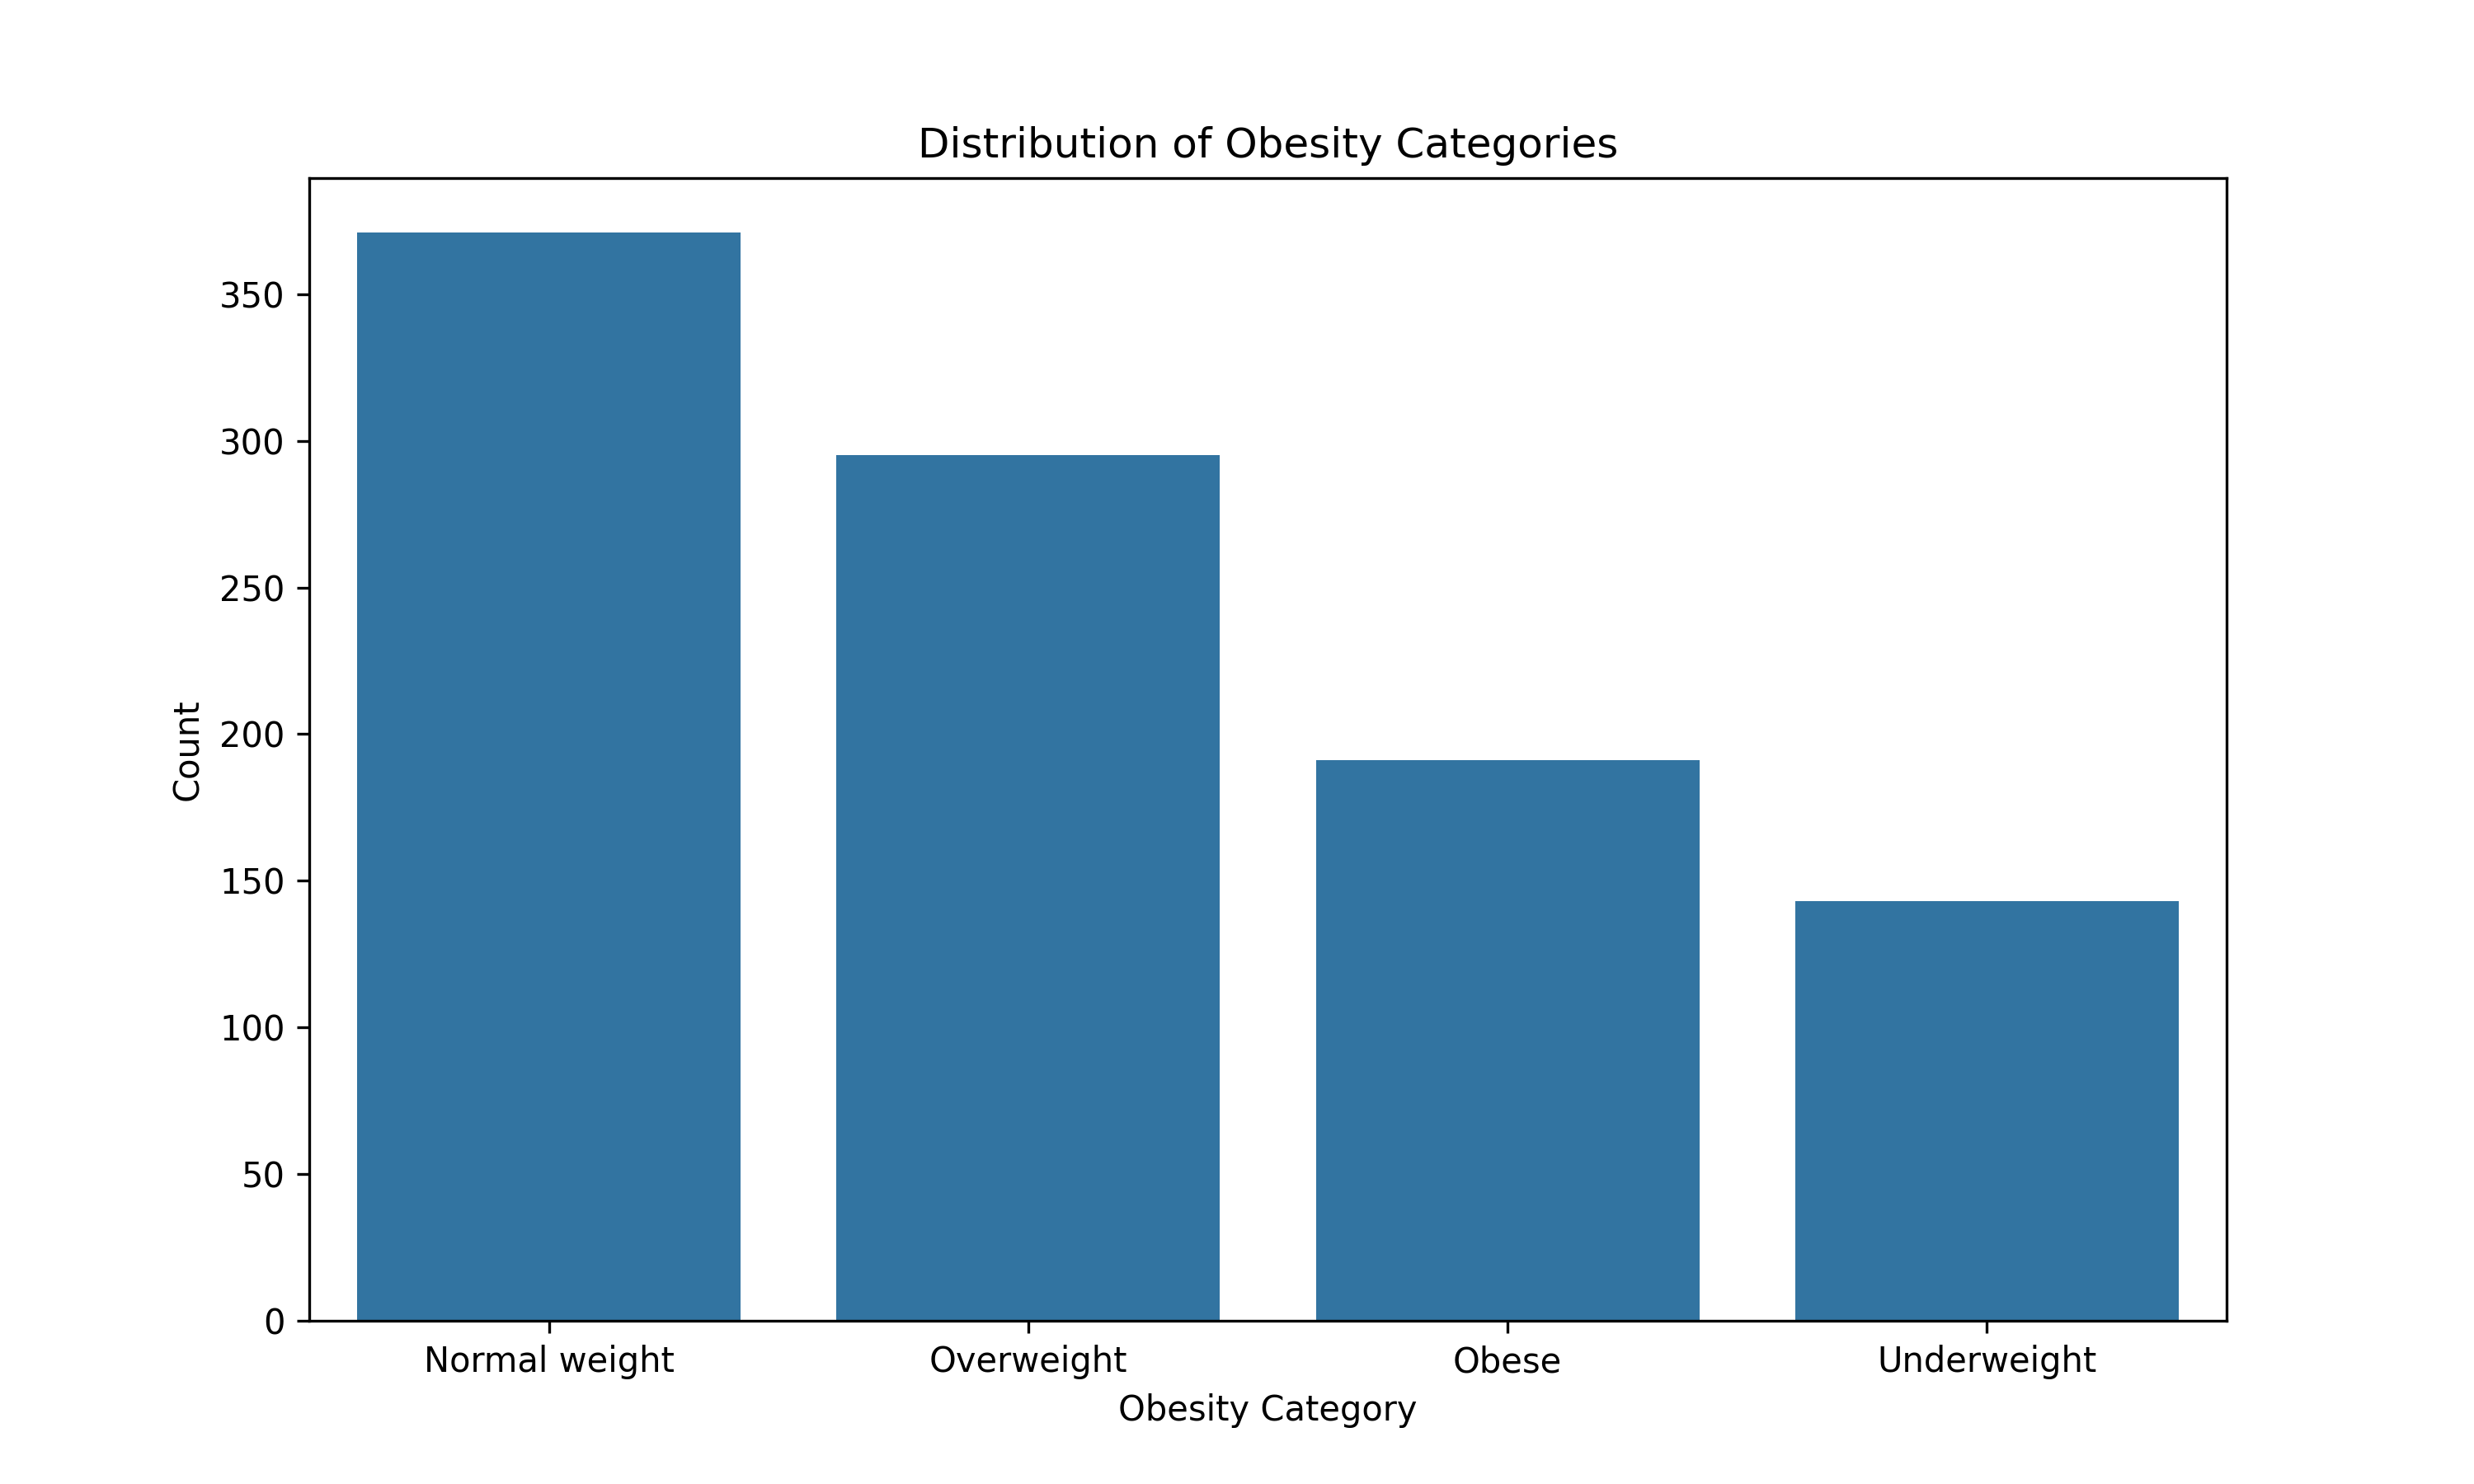 Distribution of Obesity Categories
Count
350
300
250
200
150
100
50
0
Normal weight Overweight Obese Underweight
Obesity Category